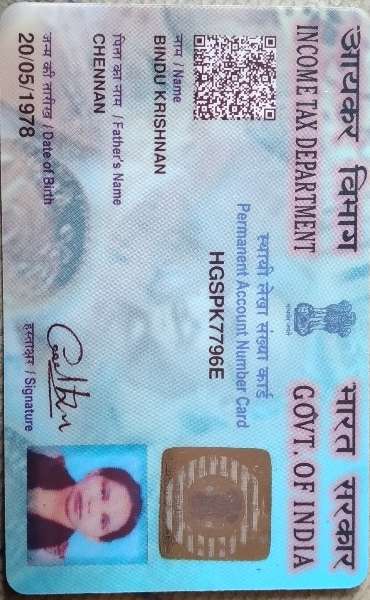 आयकर विभाग
INCOME TAX DEPARTMENT
भारत सरकार
GOVT. OF INDIA
स्थायी लेखा संख्या कार्ड
Permanent Account Number Card
HGSPK7796E
नाम / Name
BINDU KRISHNAN
पिता का नाम / Father's Name
CHENNAN
जन्म की तारीख / Date of Birth
20/05/1978
हस्ताक्षर / Signature